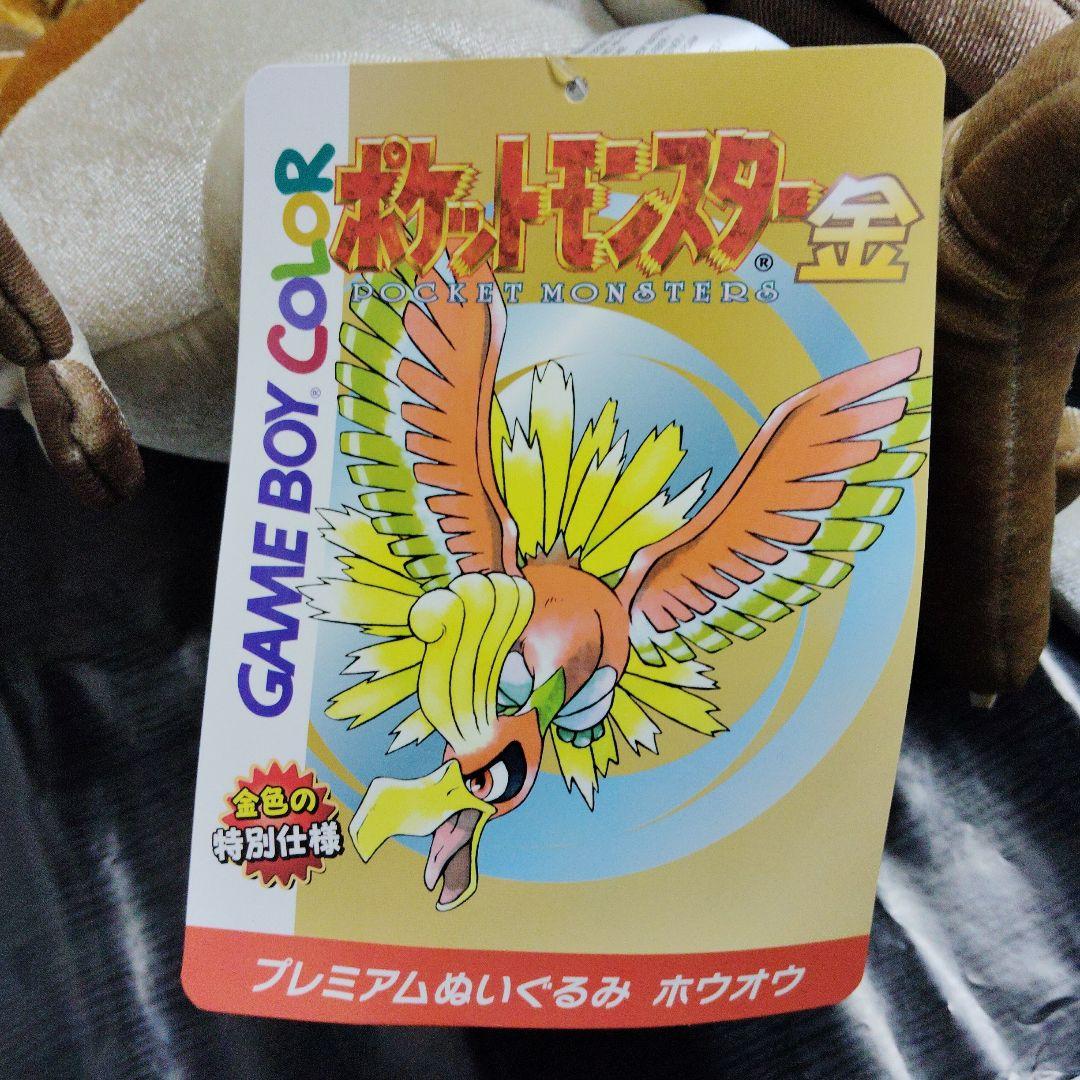 ポケットモンスター金
®
POCKET MONSTERS
GAME BOY COLOR
®
金色の
特別仕様
プレミアムぬいぐるみ ホウオウ